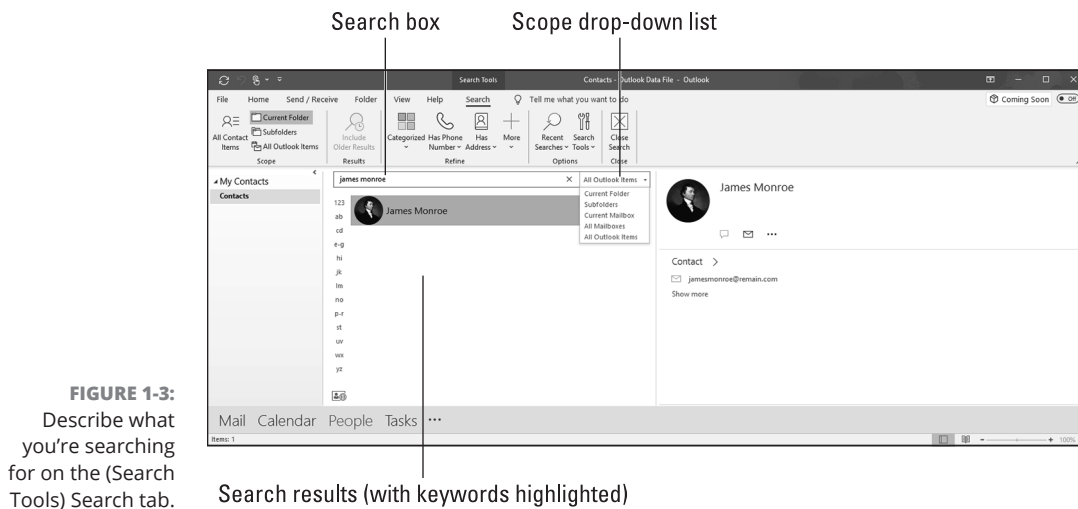 Search box Scope drop-down list
Search Tools Contacts - Outlook Data File - Outlook
File Home Send / Receive Folder View Help Search Tell me what you want to do Coming Soon Off
All Contact Items
Current Folder
Subfolders
All Outlook Items
Scope
Include Older Results
Results
Categorized Has Phone Number Has Address More
Refine
Recent Searches Search Tools
Options
Close Search
Close
My Contacts
Contacts
james monroe All Outlook Items
Current Folder
Subfolders
Current Mailbox
All Mailboxes
All Outlook Items
James Monroe
123
ab
cd
e-g
hi
jk
lm
no
p-r
st
uv
wx
yz
James Monroe
Contact >
jamesmonroe@remain.com
Show more
Mail Calendar People Tasks •••
Items: 1 100%
FIGURE 1-3:
Describe what
you're searching
for on the (Search
Tools) Search tab.
Search results (with keywords highlighted)